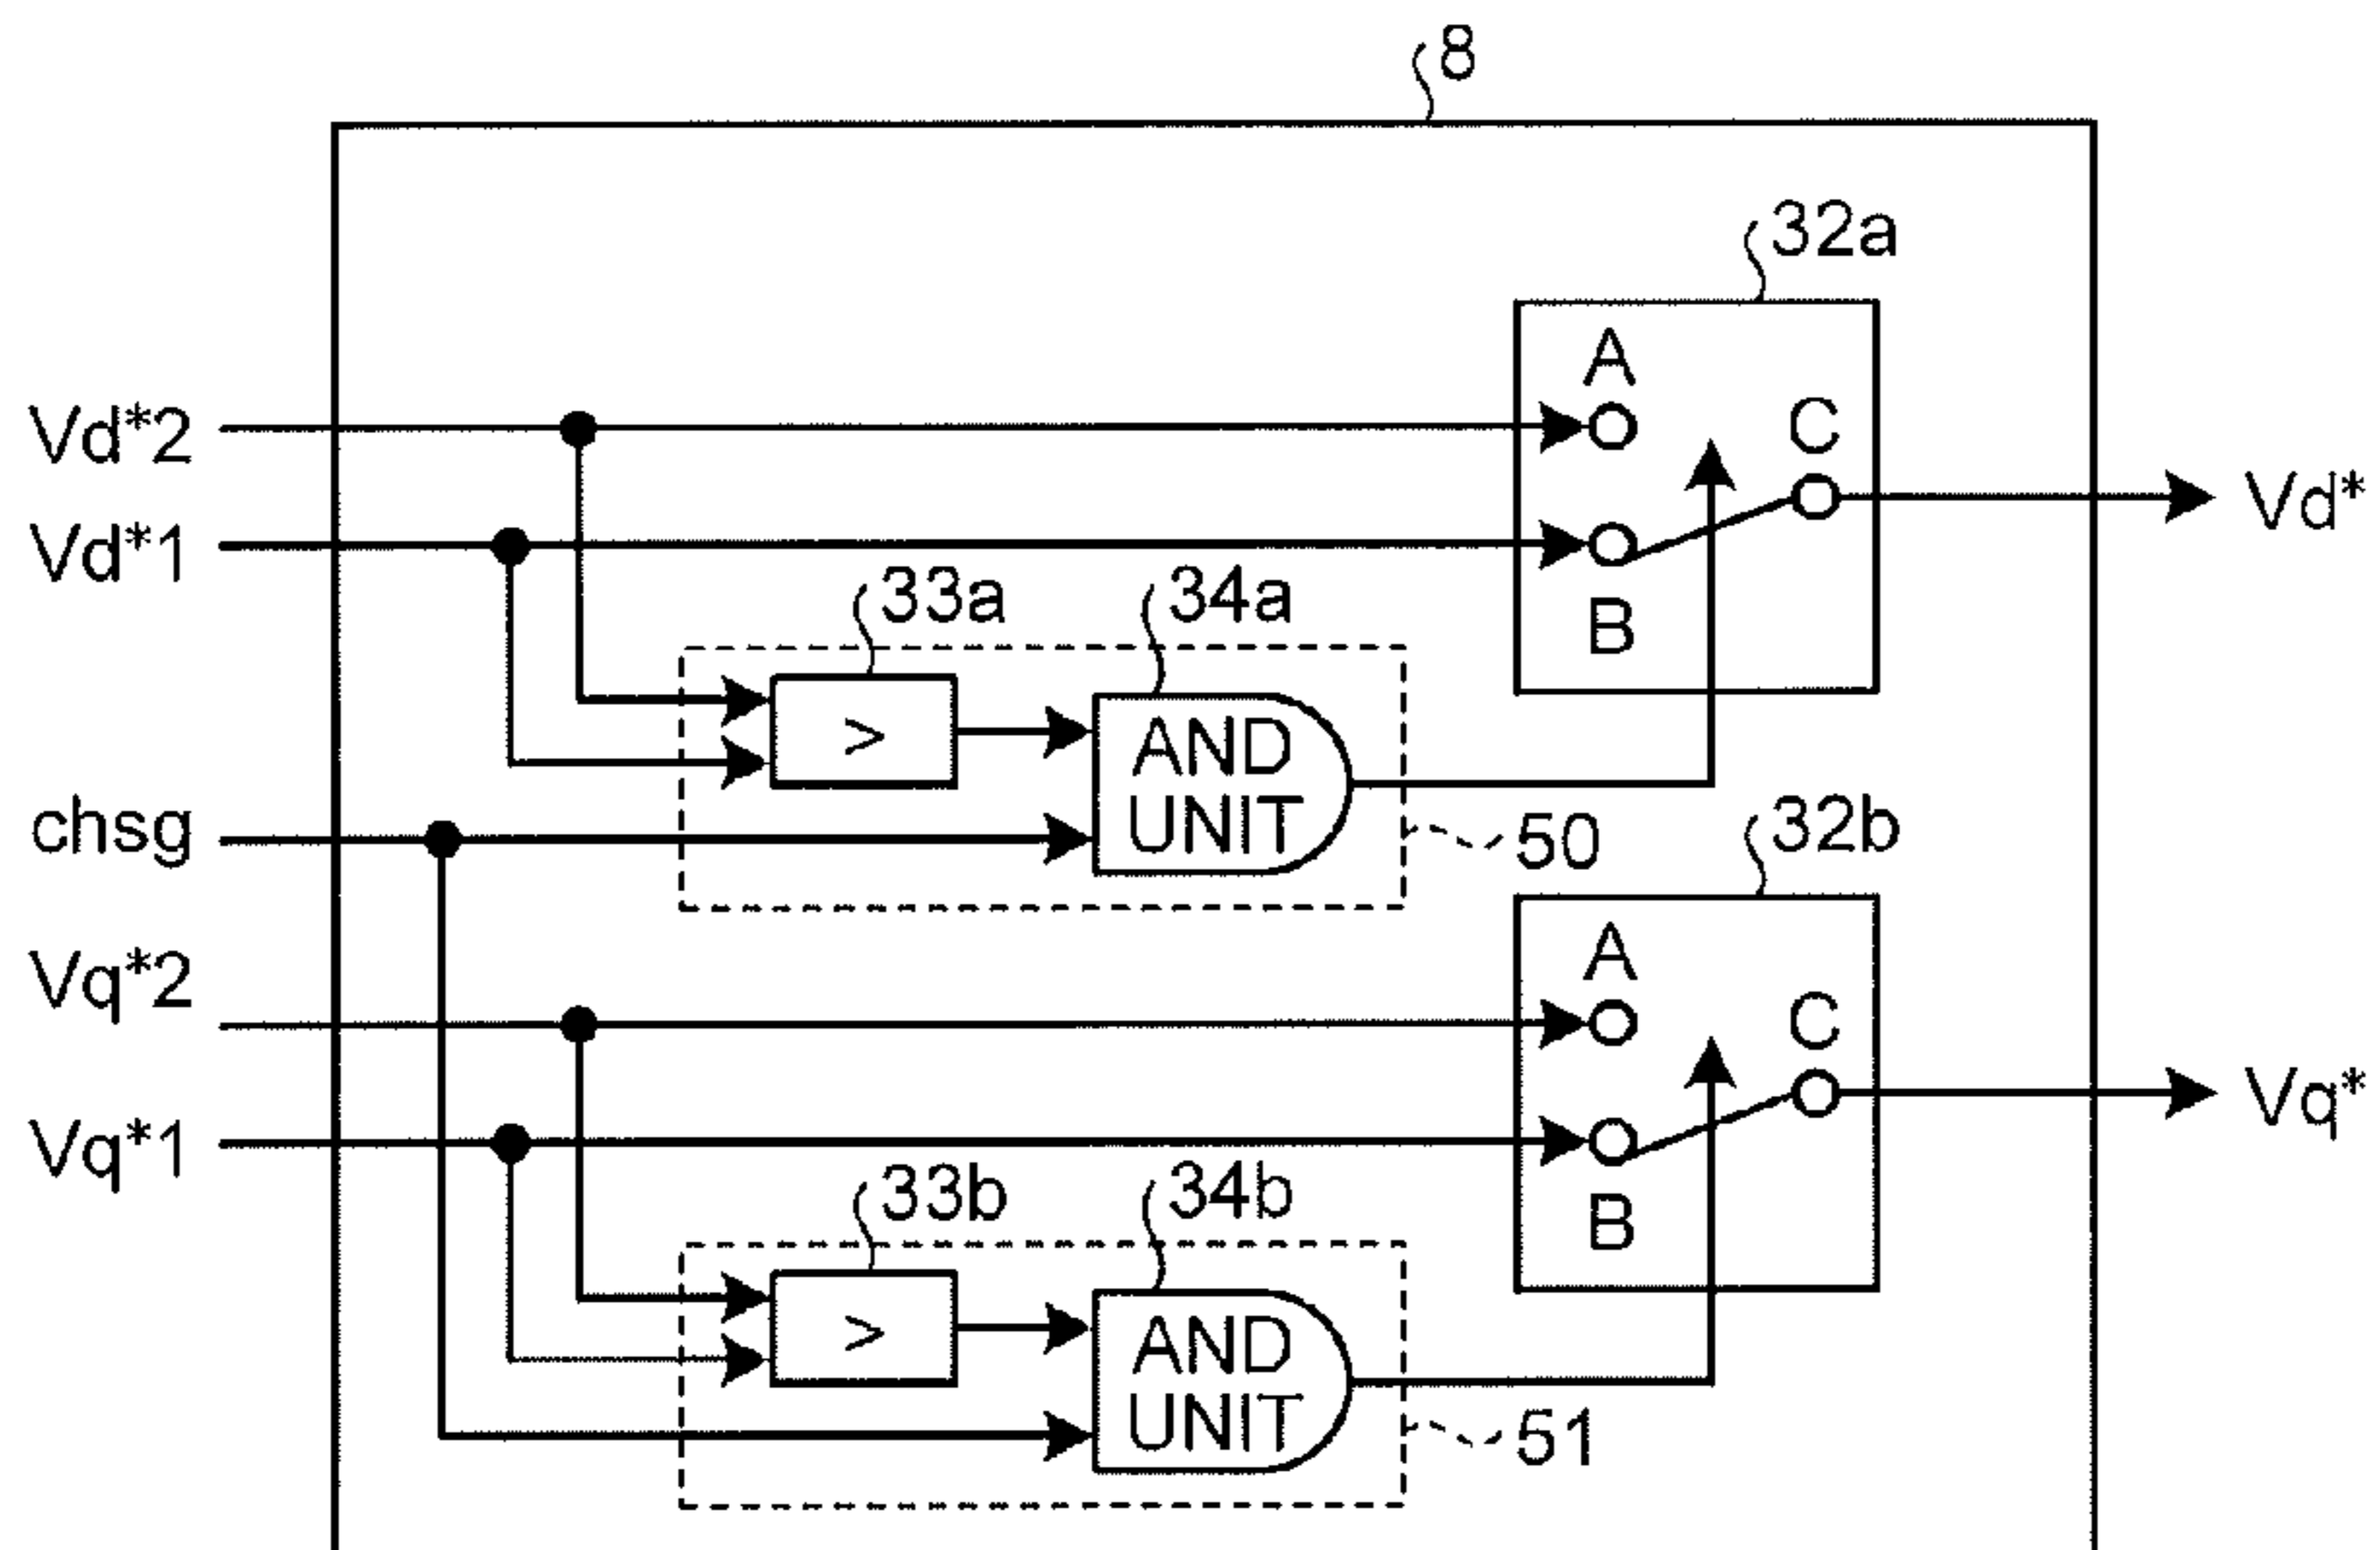 8
32a
A
C
Vd*2
Vd*
Vd*1
B
33a
34a
>
AND
UNIT
chsg
50
32b
A
C
Vq*2
Vq*
Vq*1
B
33b
34b
>
AND
UNIT
51